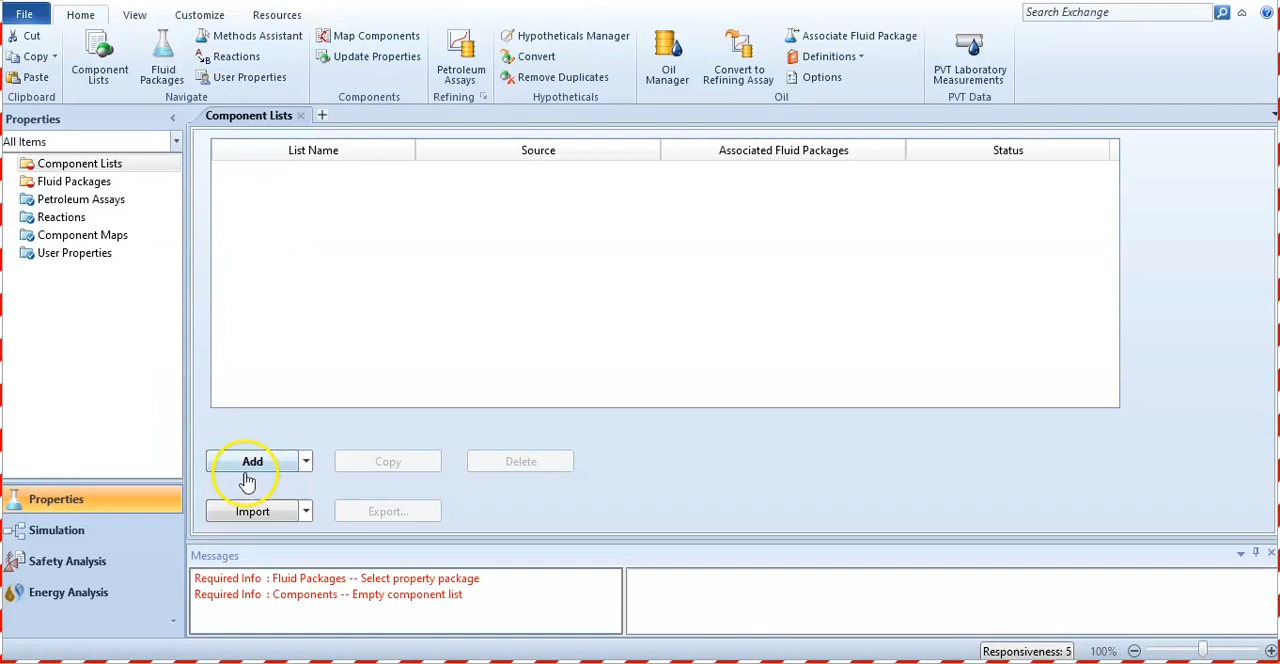 File Home View Customize Resources Search Exchange
Cut
Copy
Paste
Clipboard
Component Lists
Fluid Packages
Methods Assistant
Reactions
User Properties
Navigate
Map Components
Update Properties
Components
Petroleum Assays
Refining
Hypotheticals Manager
Convert
Remove Duplicates
Hypotheticals
Oil Manager
Convert to Refining Assay
Associate Fluid Package
Definitions
Options
Oil
PVT Laboratory Measurements
PVT Data
Properties
All Items
Component Lists
Fluid Packages
Petroleum Assays
Reactions
Component Maps
User Properties
Properties
Simulation
Safety Analysis
Energy Analysis
Component Lists
List Name Source Associated Fluid Packages Status
Add Copy Delete
Import Export...
Messages
Required Info : Fluid Packages -- Select property package
Required Info : Components -- Empty component list
Responsiveness: 5 100%